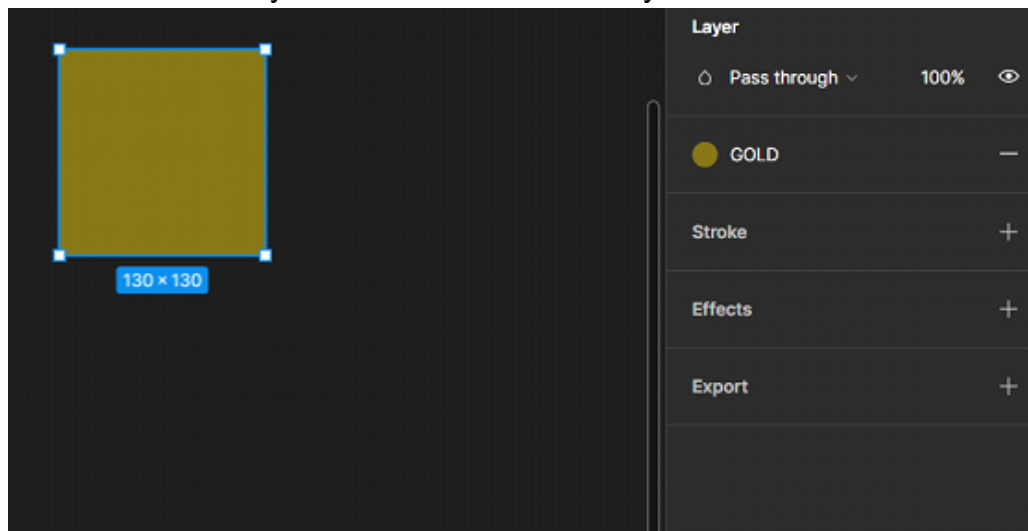 Layer
Pass through 100%
GOLD
Stroke
130 × 130
Effects
Export